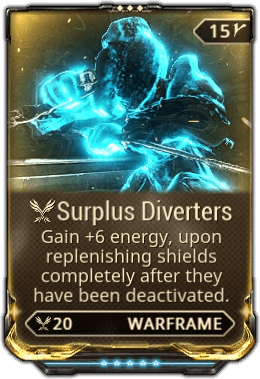 15
Surplus Diverters
Gain +6 energy, upon
replenishing shields
completely after they
have been deactivated.
20 WARFRAME